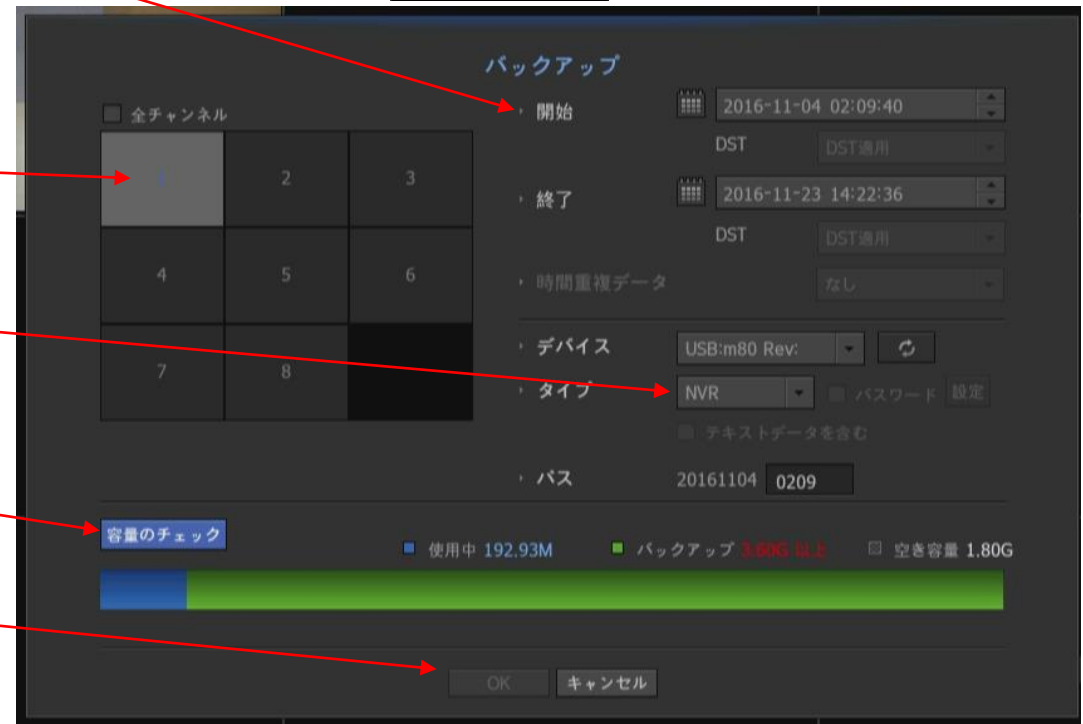 バックアップ
全チャンネル
1 2 3
4 5 6
7 8
開始 2016-11-04 02:09:40
DST DST適用
終了 2016-11-23 14:22:36
DST DST適用
時間重複データ なし
デバイス USB:m80 Rev:
タイプ NVR パスワード 設定
テキストデータを含む
パス 20161104 0209
容量のチェック
使用中 192.93M バックアップ 3.60G 以上 空き容量 1.80G
OK キャンセル